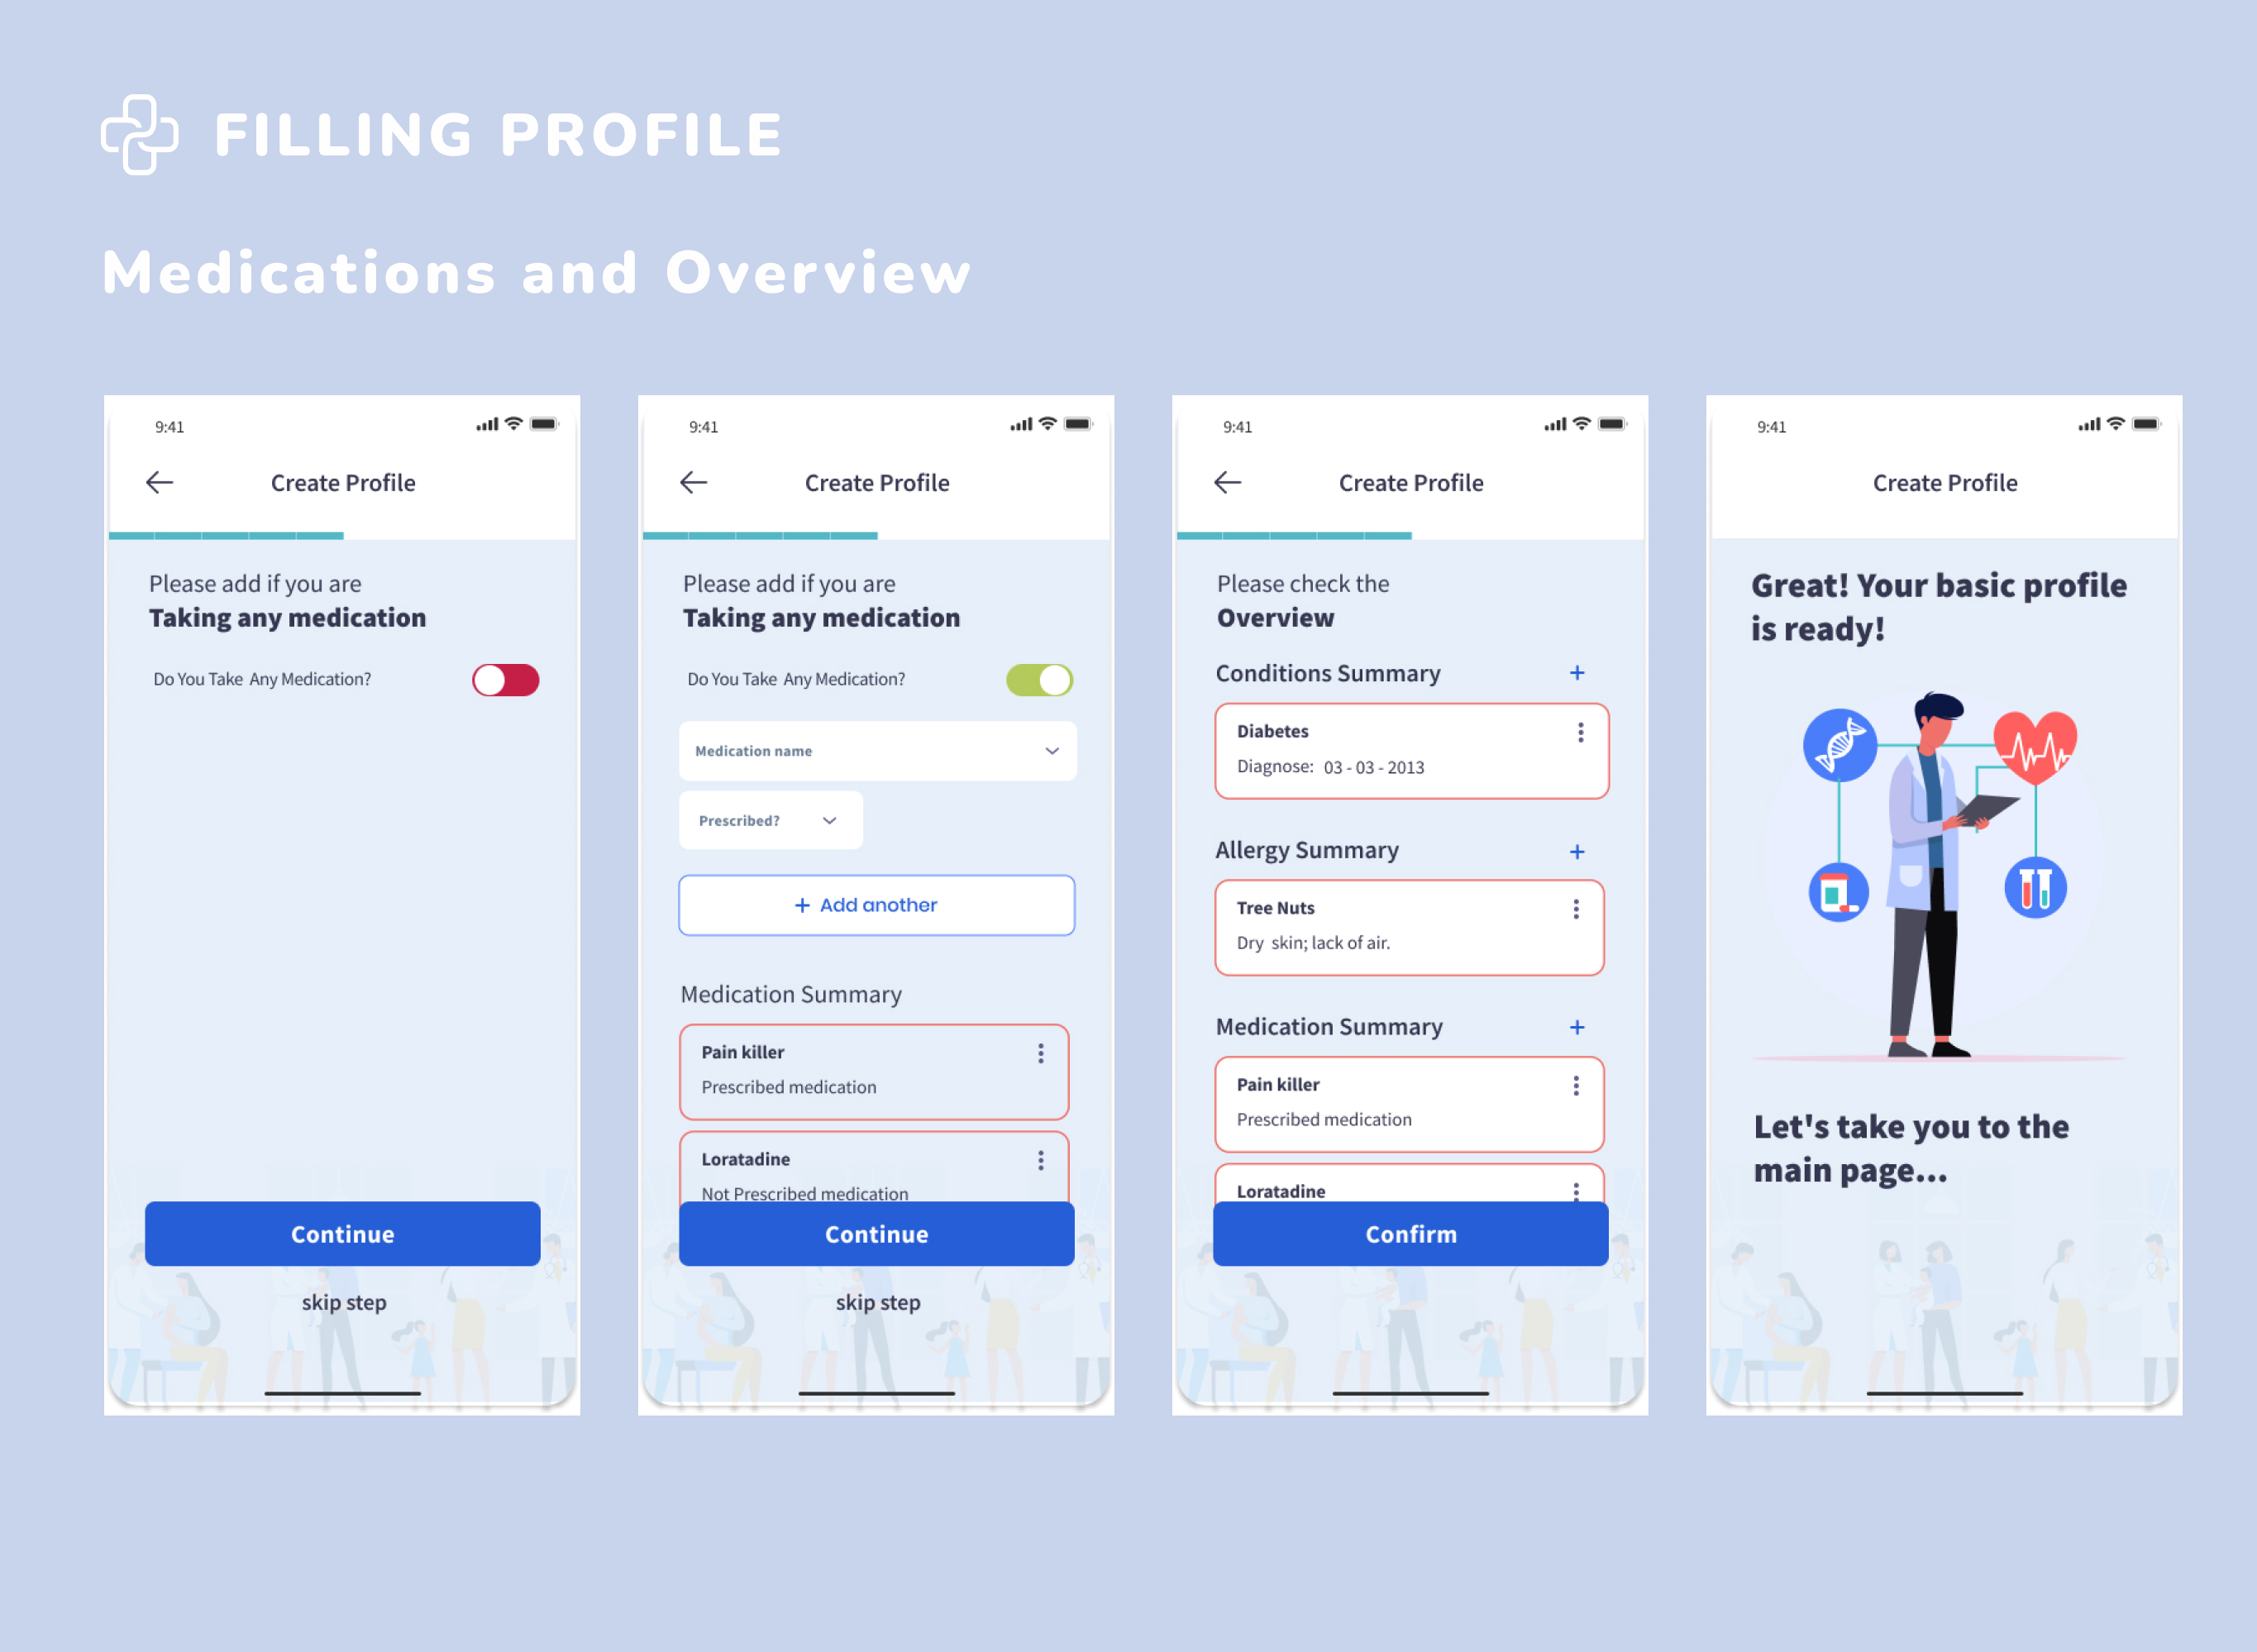 FILLING PROFILE
Medications and Overview
9:41
Create Profile
Please add if you are
Taking any medication
Do You Take Any Medication?
Continue
skip step
9:41
Create Profile
Please add if you are
Taking any medication
Do You Take Any Medication?
Medication name
Prescribed?
+ Add another
Medication Summary
Pain killer
Prescribed medication
Loratadine
Not Prescribed medication
Continue
skip step
9:41
Create Profile
Please check the
Overview
Conditions Summary +
Diabetes
Diagnose: 03 - 03 - 2013
Allergy Summary +
Tree Nuts
Dry skin; lack of air.
Medication Summary +
Pain killer
Prescribed medication
Loratadine
Confirm
9:41
Create Profile
Great! Your basic profile
is ready!
Let's take you to the
main page...